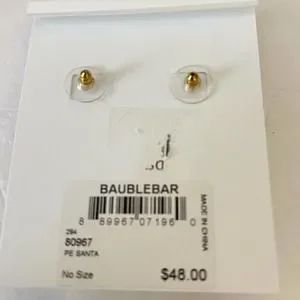 BAUBLEBAR
8 89967 07196 0
294
80967
PE SANTA
No Size
$48.00
MADE IN CHINA